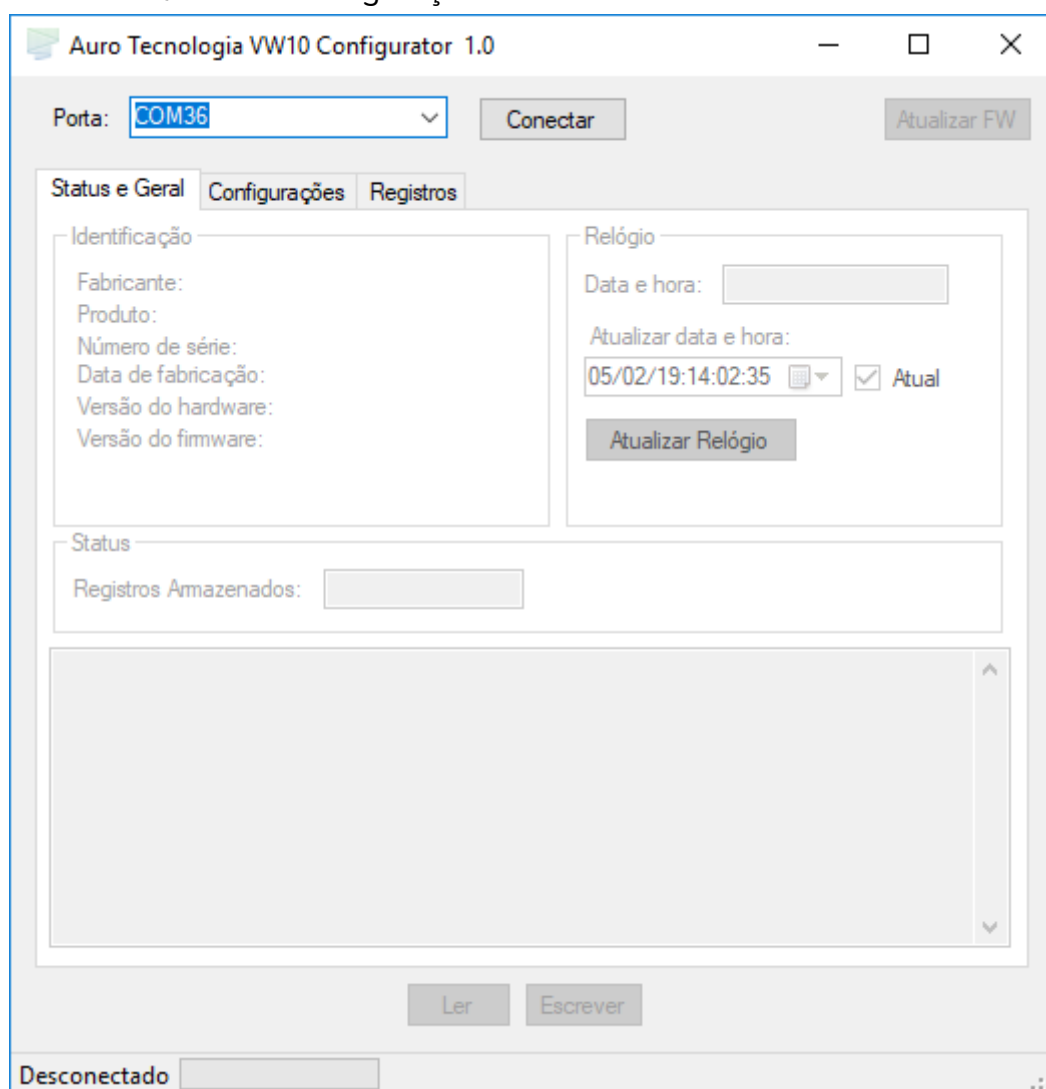 Auro Tecnologia VW10 Configurator 1.0
Porta: COM36 Conectar Atualizar FW
Status e Geral Configurações Registros
Identificação
Fabricante:
Produto:
Número de série:
Data de fabricação:
Versão do hardware:
Versão do firmware:
Relógio
Data e hora:
Atualizar data e hora:
05/02/19:14:02:35 Atual
Atualizar Relógio
Status
Registros Armazenados:
Ler Escrever
Desconectado